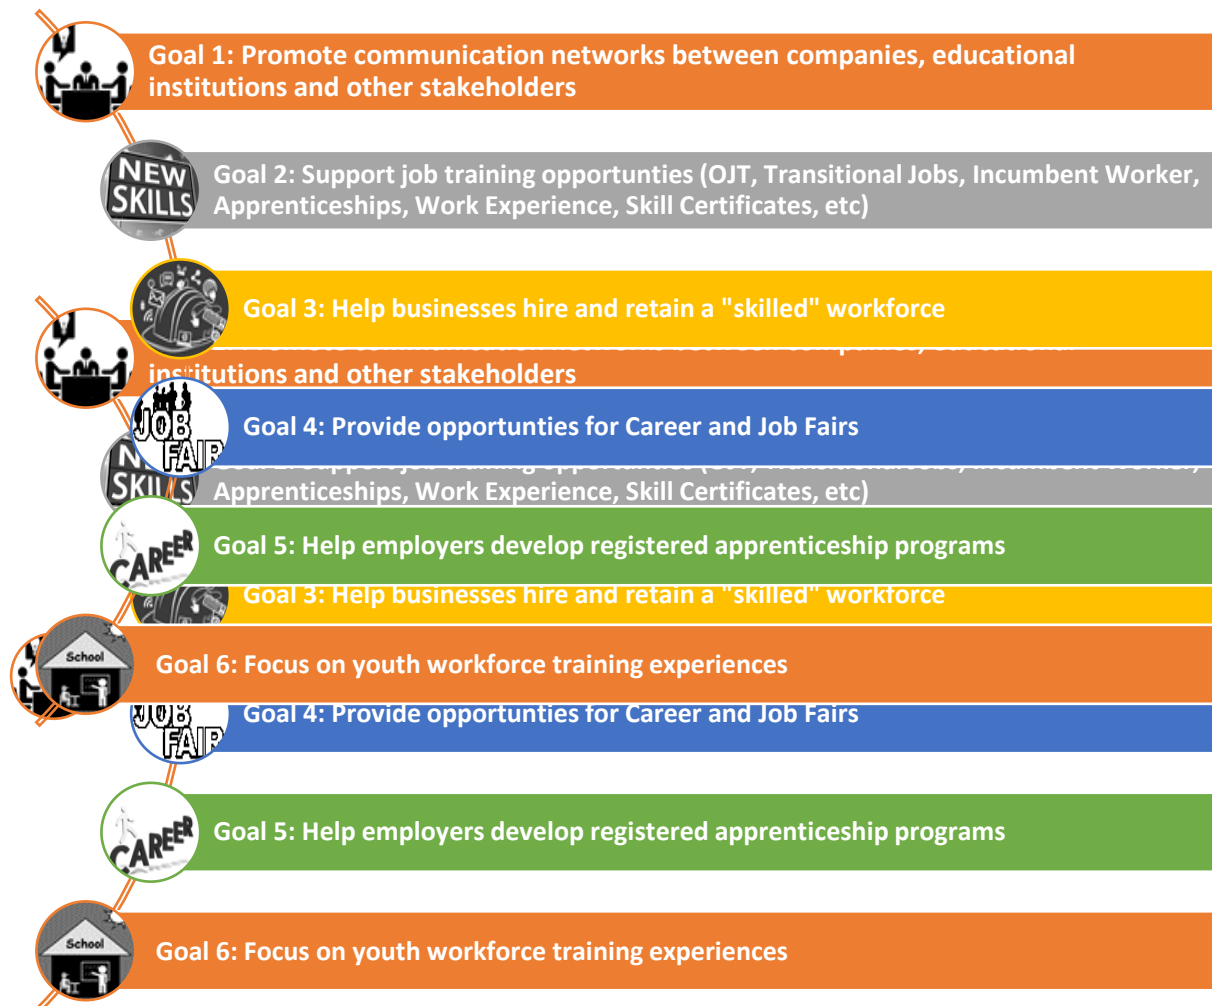 Goal 1: Promote communication networks between companies, educational
institutions and other stakeholders
NEW
SKILLS
Goal 2: Support job training opportunties (OJT, Transitional Jobs, Incumbent Worker,
Apprenticeships, Work Experience, Skill Certificates, etc)
Goal 3: Help businesses hire and retain a "skilled" workforce
institutions and other stakeholders
JOB
FAIR
Goal 4: Provide opportunties for Career and Job Fairs
SKILLS
Apprenticeships, Work Experience, Skill Certificates, etc)
CAREER
Goal 5: Help employers develop registered apprenticeship programs
Goal 3: Help businesses hire and retain a "skilled" workforce
School
Goal 6: Focus on youth workforce training experiences
JOB
FAIR
Goal 4: Provide opportunties for Career and Job Fairs
CAREER
Goal 5: Help employers develop registered apprenticeship programs
School
Goal 6: Focus on youth workforce training experiences